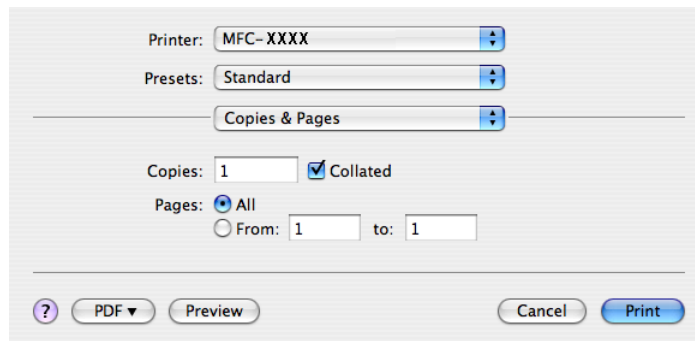 Printer: MFC-XXXX
Presets: Standard
Copies & Pages
Copies: 1 Collated
Pages: All
From: 1 to: 1
? PDF▼ Preview Cancel Print